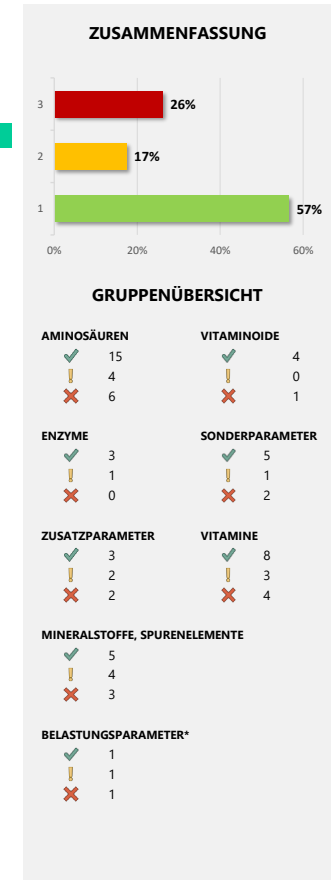 ZUSAMMENFASSUNG
3
26%
2
17%
1
57%
0% 20% 40% 60%
GRUPPENÜBERSICHT
AMINOSÄUREN VITAMINOIDE
✔ 15 ✔ 4
! 4 ! 0
✖ 6 ✖ 1
ENZYME SONDERPARAMETER
✔ 3 ✔ 5
! 1 ! 1
✖ 0 ✖ 2
ZUSATZPARAMETER VITAMINE
✔ 3 ✔ 8
! 2 ! 3
✖ 2 ✖ 4
MINERALSTOFFE, SPURENELEMENTE
✔ 5
! 4
✖ 3
BELASTUNGSPARAMETER*
✔ 1
! 1
✖ 1